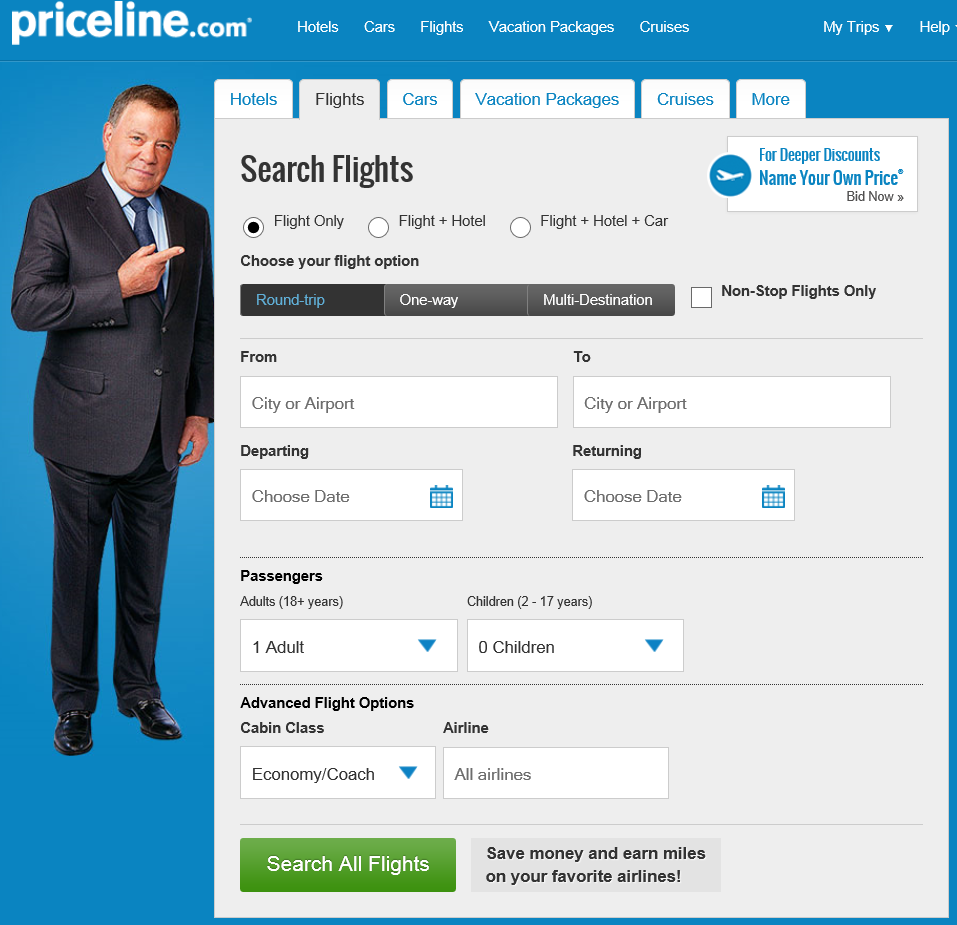 priceline.com®
Hotels Cars Flights Vacation Packages Cruises My Trips ▼ Help
Hotels Flights Cars Vacation Packages Cruises More
Search Flights
For Deeper Discounts
Name Your Own Price®
Bid Now »
Flight Only Flight + Hotel Flight + Hotel + Car
Choose your flight option
Round-trip One-way Multi-Destination Non-Stop Flights Only
From To
City or Airport City or Airport
Departing Returning
Choose Date Choose Date
Passengers
Adults (18+ years) Children (2 - 17 years)
1 Adult 0 Children
Advanced Flight Options
Cabin Class Airline
Economy/Coach All airlines
Search All Flights
Save money and earn miles
on your favorite airlines!